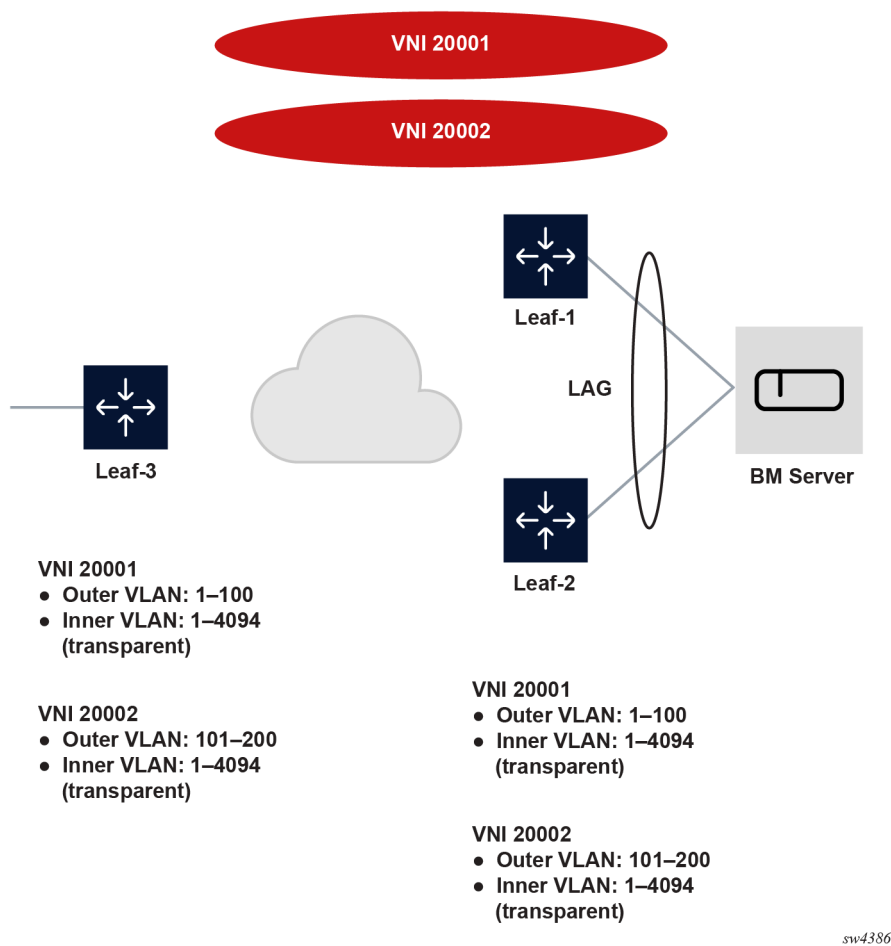 VNI 20001
VNI 20002
Leaf-1
LAG
Leaf-3
BM Server
Leaf-2
VNI 20001
● Outer VLAN: 1–100
● Inner VLAN: 1–4094
(transparent)
VNI 20002
● Outer VLAN: 101–200
● Inner VLAN: 1–4094
(transparent)
VNI 20001
● Outer VLAN: 1–100
● Inner VLAN: 1–4094
(transparent)
VNI 20002
● Outer VLAN: 101–200
● Inner VLAN: 1–4094
(transparent)
sw4386